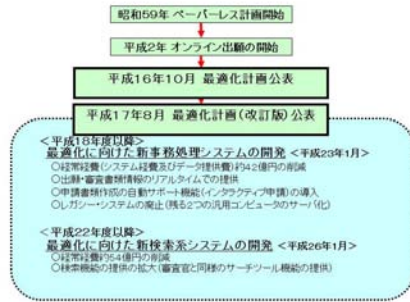 昭和59年 ペーパーレス計画開始
平成2年 オンライン出願の開始
平成16年10月 最適化計画公表
平成17年8月 最適化計画(改訂版)公表
<平成18年度以降>
最適化に向けた新事務処理システムの開発 <平成23年1月>
○経常経費(システム経費及びデータ提供費)約42億円の削減
○出願・審査書類情報のリアルタイムでの提供
○申請書類作成の自動サポート機能(インタラクティブ申請)の導入
○レガシー・システムの廃止(残る2つの汎用コンピュータのサーバ化)
<平成22年度以降>
最適化に向けた新検索系システムの開発 <平成26年1月>
○経常経費約54億円の削減
○検索機能の提供の拡大(審査官と同様のサーチツール機能の提供)